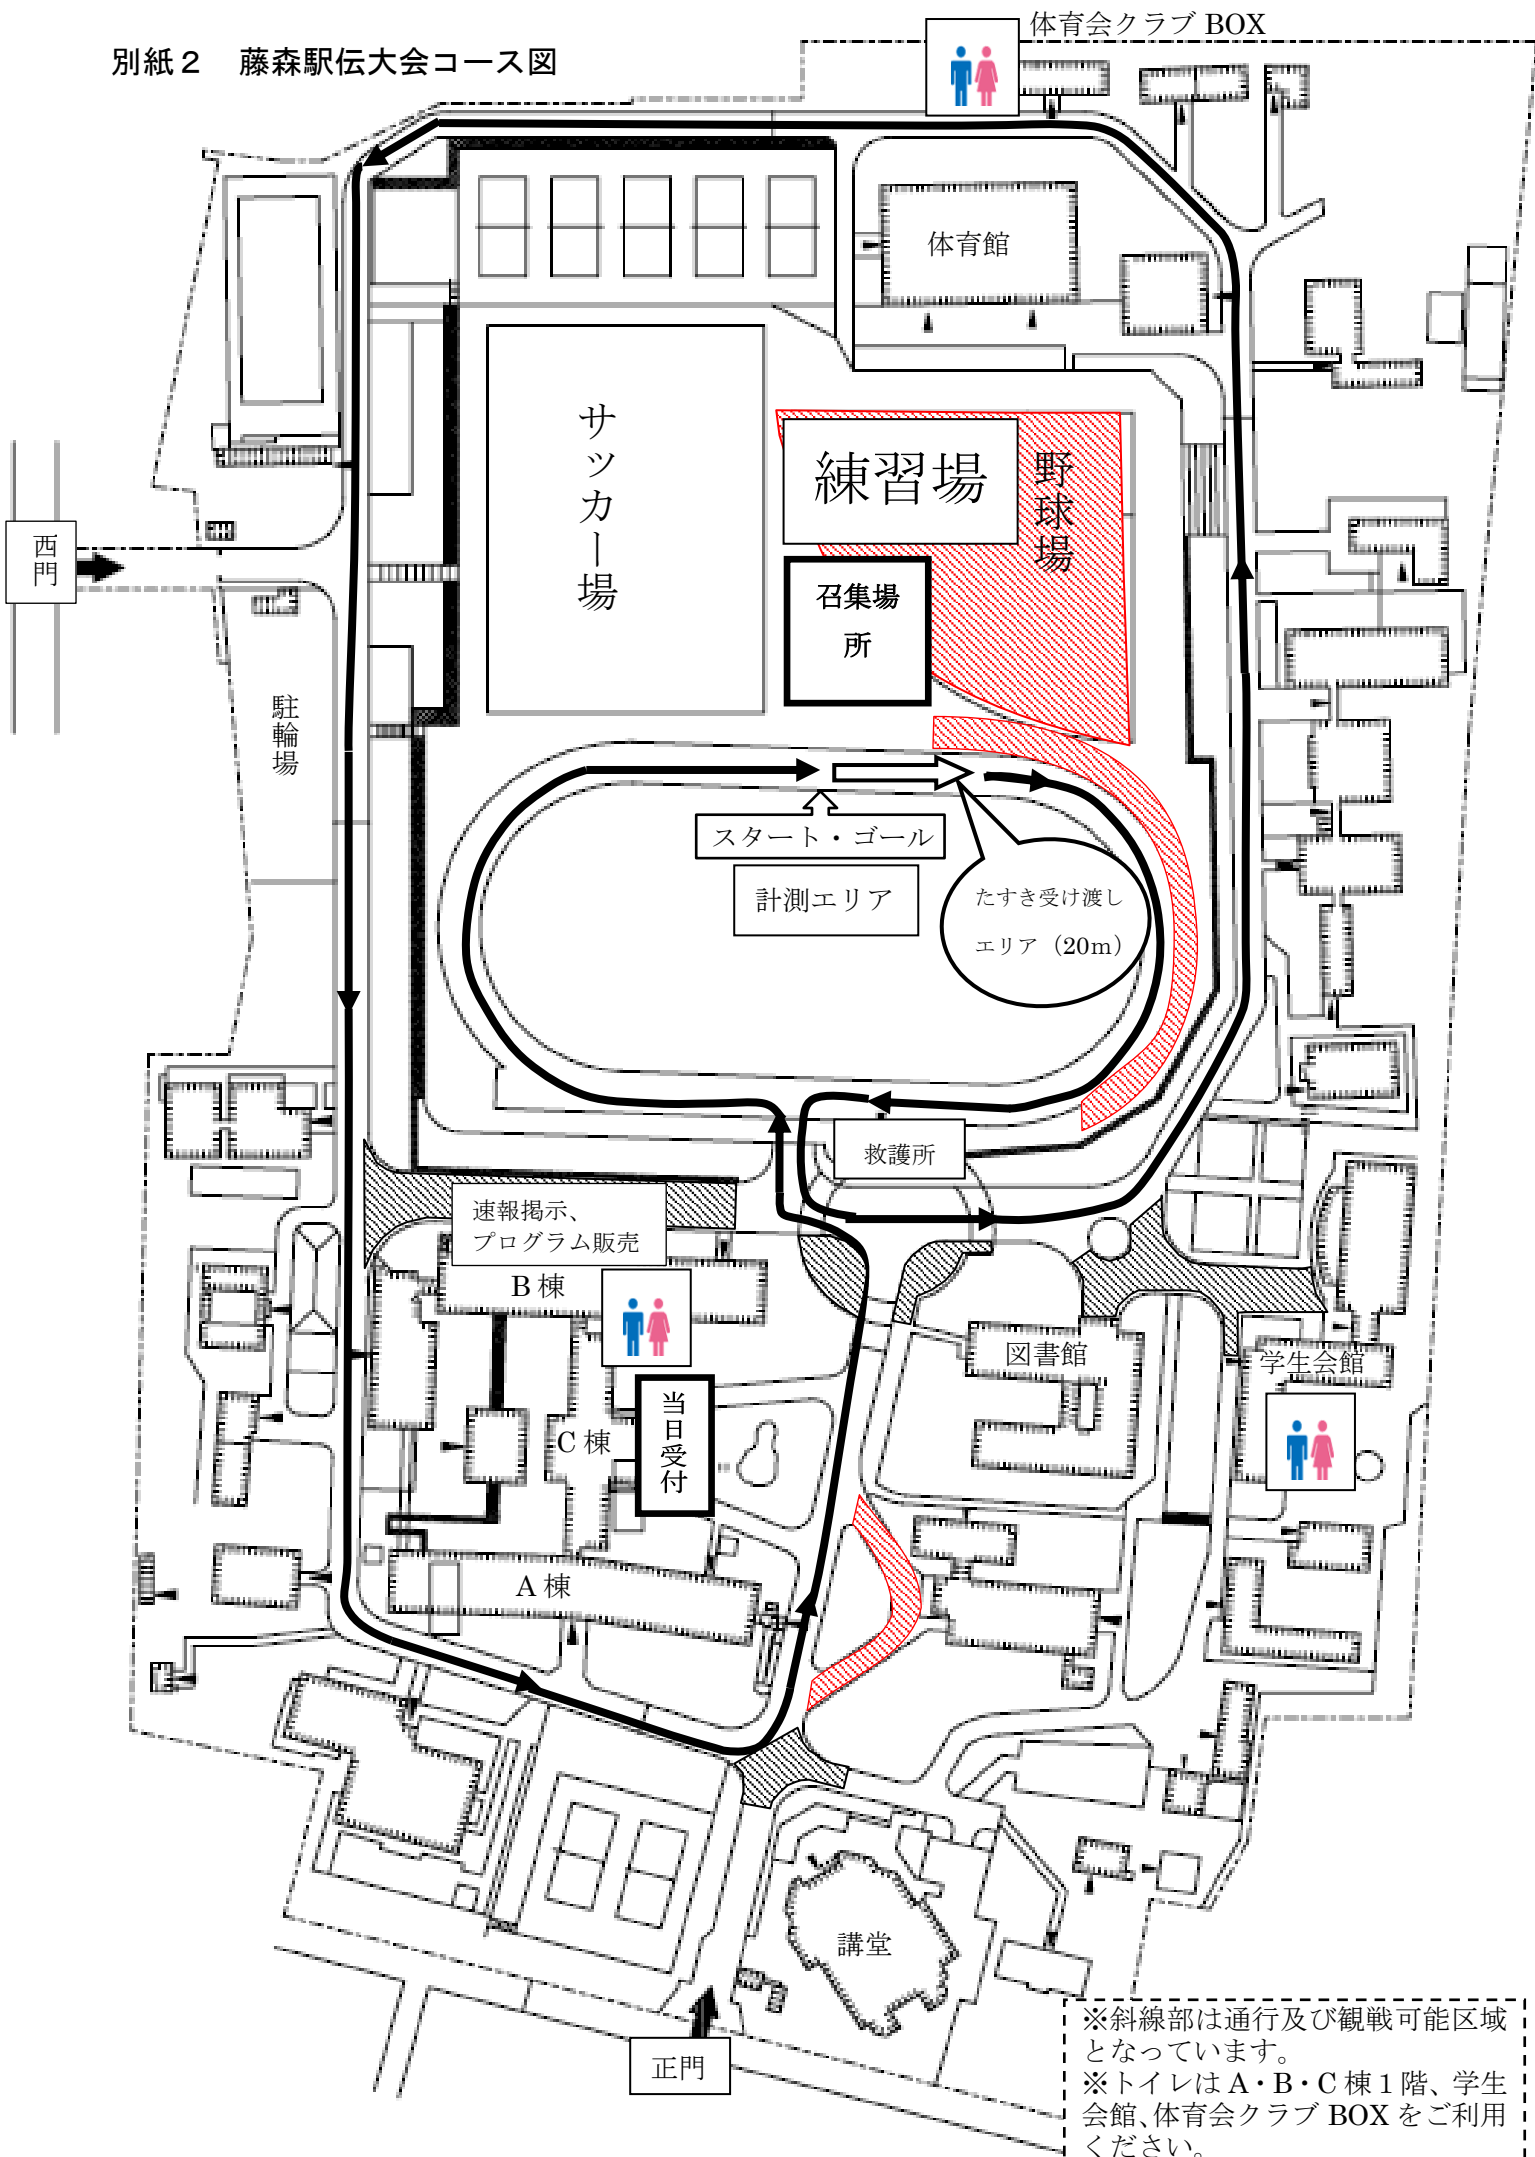 体育会クラブ BOX
別紙２　藤森駅伝大会コース図
体育館
サッカー場
練習場
野球場
西門
召集場
所
駐輪場
スタート・ゴール
計測エリア
たすき受け渡し
エリア（20m）
救護所
速報掲示、
プログラム販売
B 棟
図書館
学生会館
当日受付
C 棟
A 棟
講堂
正門
※斜線部は通行及び観戦可能区域
となっています。
※トイレは A・B・C 棟１階、学生
会館、体育会クラブ BOX をご利用
ください。